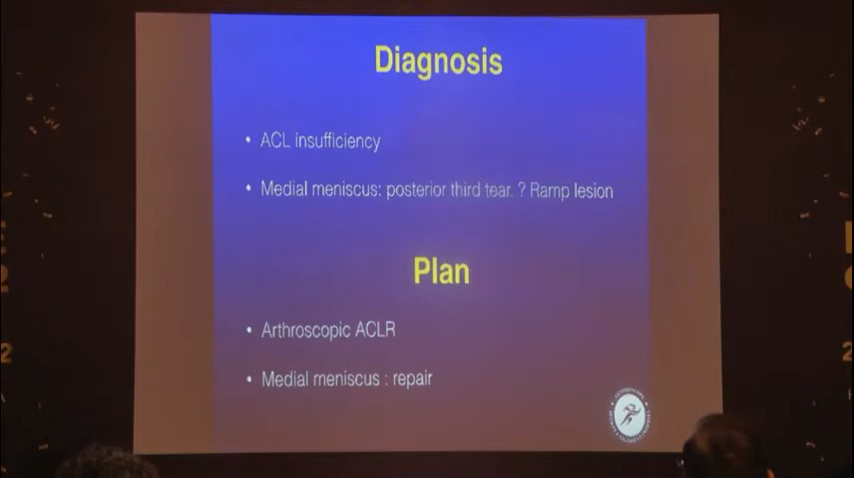 Diagnosis
• ACL insufficiency
• Medial meniscus: posterior third tear. ? Ramp lesion
Plan
• Arthroscopic ACLR
• Medial meniscus : repair